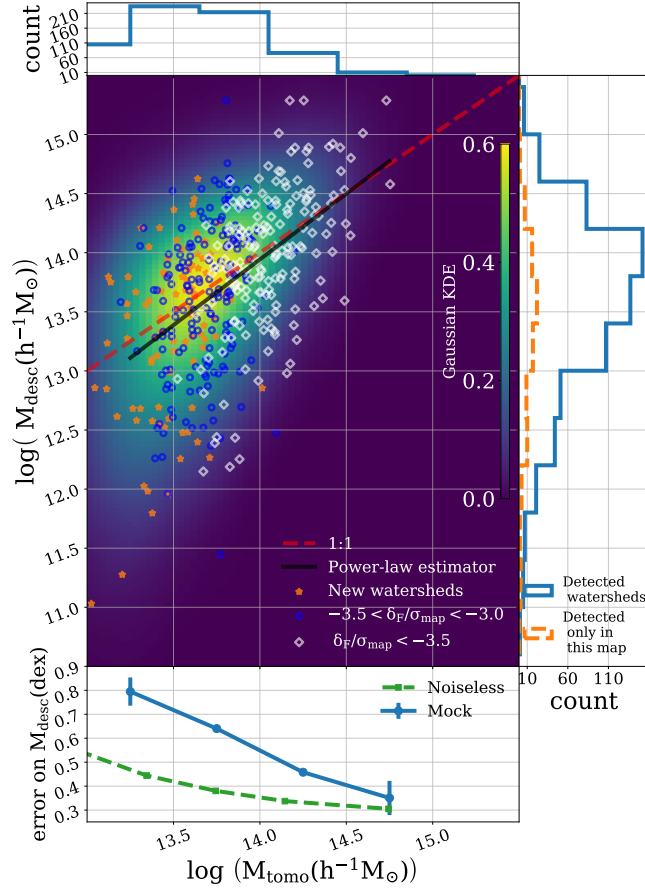 count
210
160
110
60
10
log( M_desc(h⁻¹M_⊙))
15.0
14.5
14.0
13.5
13.0
12.5
12.0
11.5
11.0
0.6
0.4
0.2
0.0
Gaussian KDE
1:1
Power-law estimator
New watersheds
−3.5 < δ_F/σ_map < −3.0
δ_F/σ_map < −3.5
Detected
watersheds
Detected
only in
this map
10
60
110
count
error on M_desc(dex)
0.9
0.8
0.7
0.6
0.5
0.4
0.3
Noiseless
Mock
13.5
14.0
14.5
15.0
log (M_tomo(h⁻¹M_⊙))